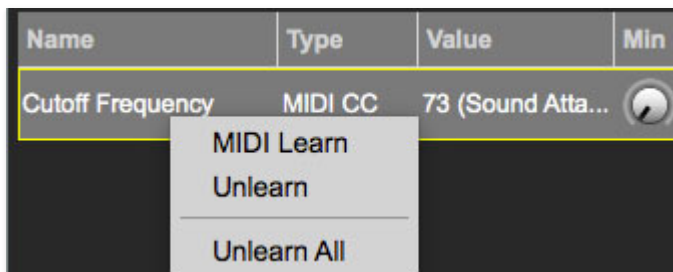 Name Type Value Min
Cutoff Frequency MIDI CC 73 (Sound Atta...
MIDI Learn
Unlearn
Unlearn All